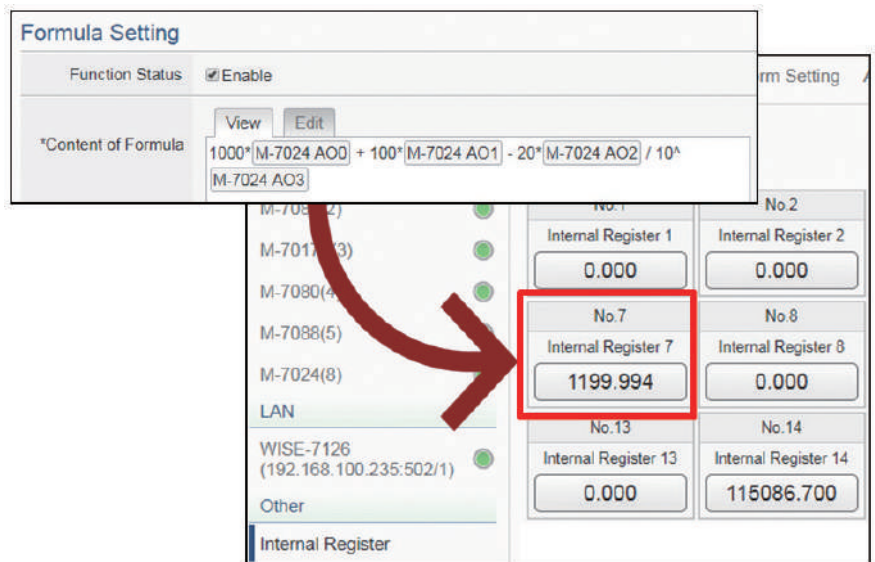 Formula Setting
Function Status Enable
*Content of Formula
View Edit
1000* M-7024 AO0 + 100* M-7024 AO1 - 20* M-7024 AO2 / 10^
M-7024 AO3
Setting
M-7080(4)
M-7088(5)
M-7024(8)
LAN
WISE-7126
(192.168.100.235:502/1)
Other
Internal Register
No.1 No.2
Internal Register 1 Internal Register 2
0.000 0.000
No.7 No.8
Internal Register 7 Internal Register 8
1199.994 0.000
No.13 No.14
Internal Register 13 Internal Register 14
0.000 115086.700